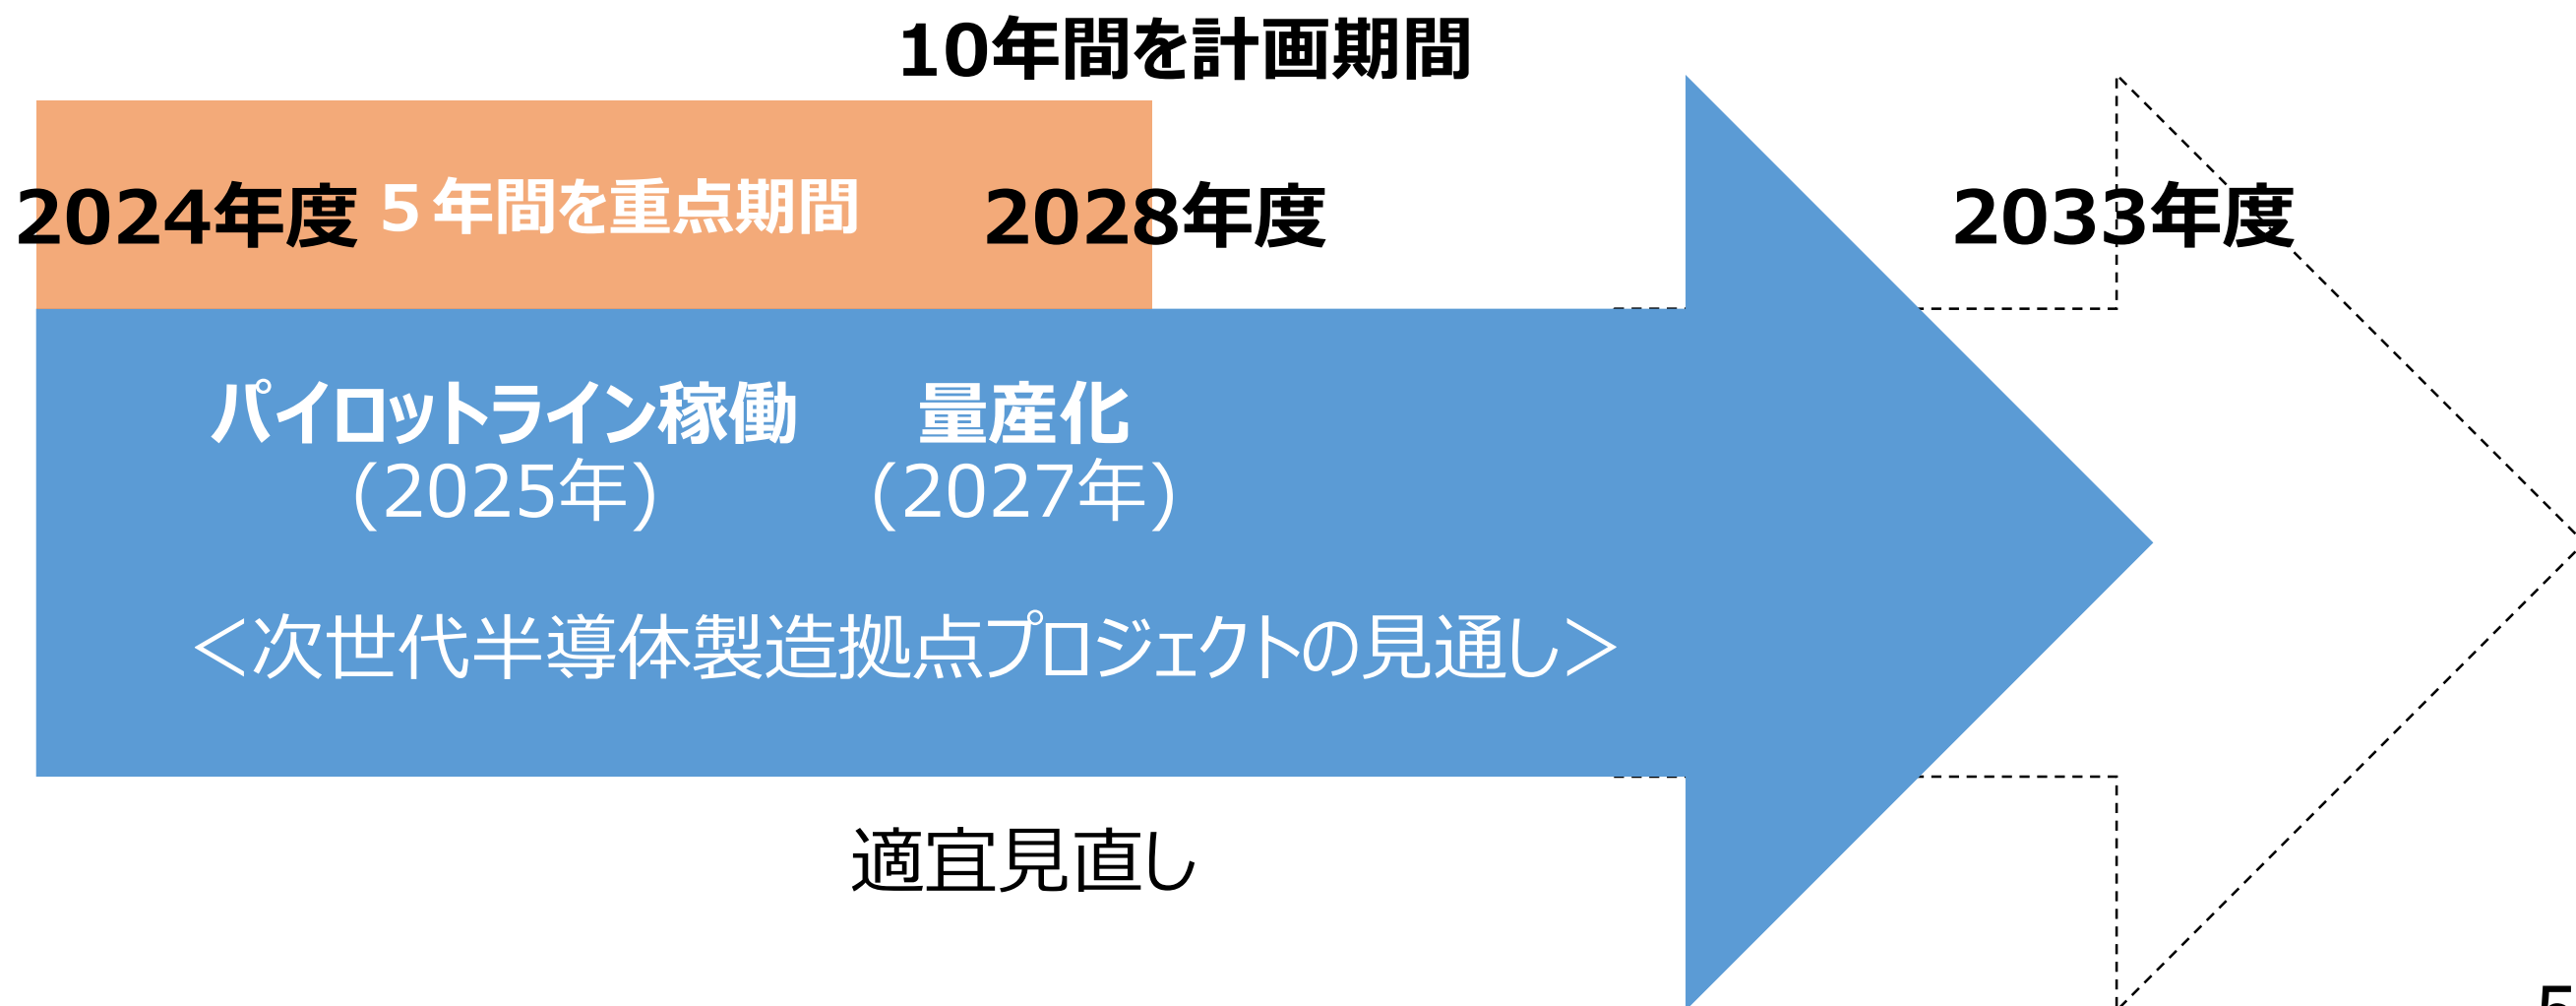 10年間を計画期間
2024年度
５年間を重点期間
2028年度
2033年度
パイロットライン稼働
(2025年)
量産化
(2027年)
＜次世代半導体製造拠点プロジェクトの見通し＞
適宜見直し